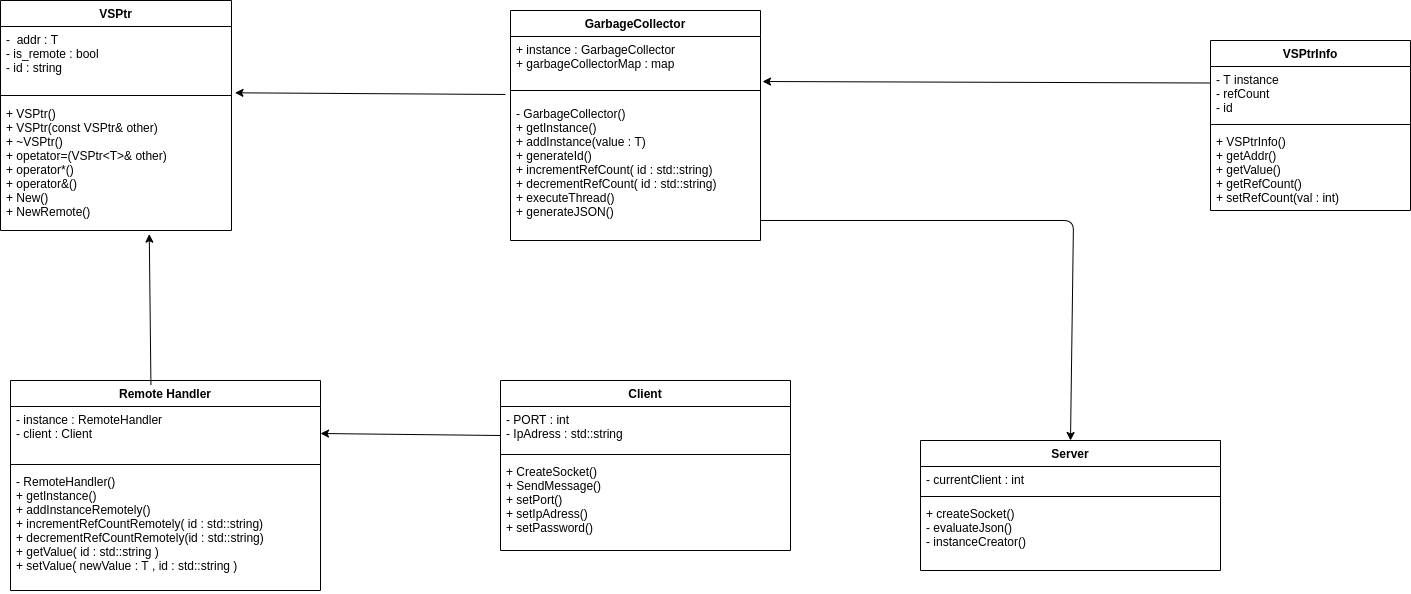 VSPtr
- addr : T
- is_remote : bool
- id : string
+ VSPtr()
+ VSPtr(const VSPtr& other)
+ ~VSPtr()
+ opetator=(VSPtr<T>& other)
+ operator*()
+ operator&()
+ New()
+ NewRemote()
GarbageCollector
+ instance : GarbageCollector
+ garbageCollectorMap : map
- GarbageCollector()
+ getInstance()
+ addInstance(value : T)
+ generateId()
+ incrementRefCount( id : std::string)
+ decrementRefCount( id : std::string)
+ executeThread()
+ generateJSON()
VSPtrInfo
- T instance
- refCount
- id
+ VSPtrInfo()
+ getAddr()
+ getValue()
+ getRefCount()
+ setRefCount(val : int)
Remote Handler
- instance : RemoteHandler
- client : Client
- RemoteHandler()
+ getInstance()
+ addInstanceRemotely()
+ incrementRefCountRemotely( id : std::string)
+ decrementRefCountRemotely(id : std::string)
+ getValue( id : std::string )
+ setValue( newValue : T , id : std::string )
Client
- PORT : int
- IpAdress : std::string
+ CreateSocket()
+ SendMessage()
+ setPort()
+ setIpAdress()
+ setPassword()
Server
- currentClient : int
+ createSocket()
- evaluateJson()
- instanceCreator()